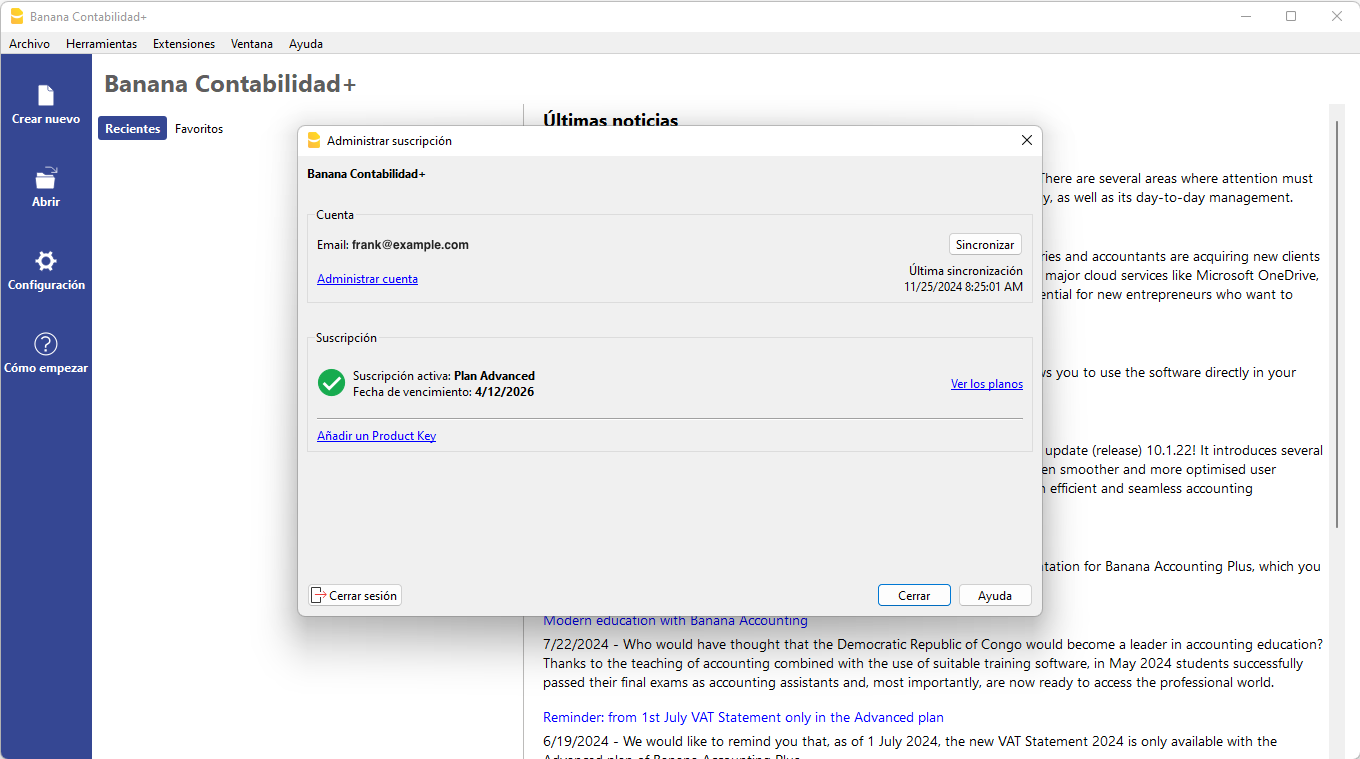 Banana Contabilidad+
Archivo Herramientas Extensiones Ventana Ayuda
Crear nuevo
Abrir
Configuración
Cómo empezar
Banana Contabilidad+
Recientes Favoritos
Últimas noticias
Administrar suscripción
Banana Contabilidad+
Cuenta
Email: frank@example.com
Sincronizar
Administrar cuenta
Última sincronización
11/25/2024 8:25:01 AM
Suscripción
Suscripción activa: Plan Advanced
Fecha de vencimiento: 4/12/2026
Ver los planos
Añadir un Product Key
Cerrar sesión
Cerrar
Ayuda
There are several areas where attention must
y, as well as its day-to-day management.
ries and accountants are acquiring new clients
major cloud services like Microsoft OneDrive,
ential for new entrepreneurs who want to
ws you to use the software directly in your
update (release) 10.1.22! It introduces several
en smoother and more optimised user
efficient and seamless accounting
ntation for Banana Accounting Plus, which you
Modern education with Banana Accounting
7/22/2024 - Who would have thought that the Democratic Republic of Congo would become a leader in accounting education?
Thanks to the teaching of accounting combined with the use of suitable training software, in May 2024 students successfully
passed their final exams as accounting assistants and, most importantly, are now ready to access the professional world.
Reminder: from 1st July VAT Statement only in the Advanced plan
6/19/2024 - We would like to remind you that, as of 1 July 2024, the new VAT Statement 2024 is only available with the
Advanced plan of Banana Accounting Plus.